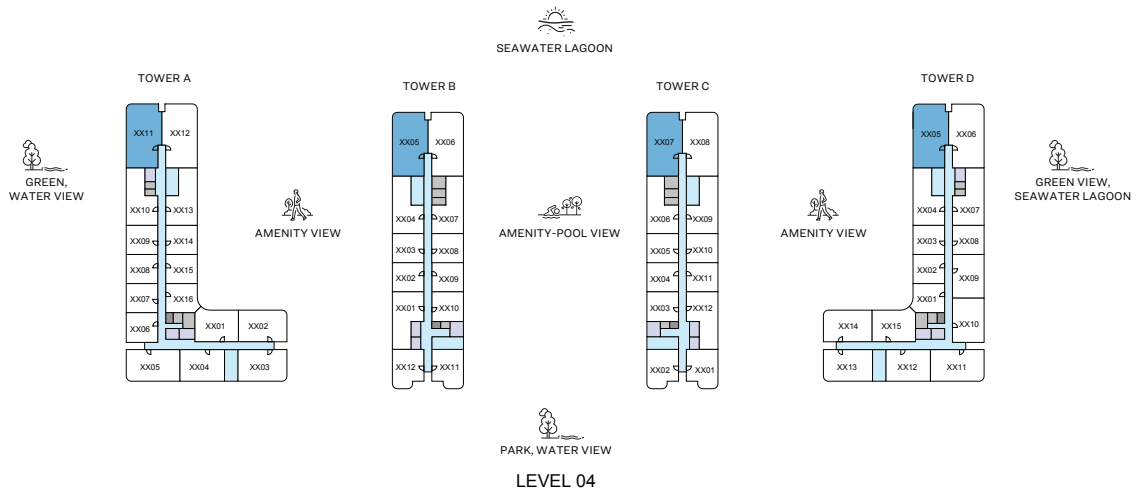 SEAWATER LAGOON
TOWER A
TOWER B
TOWER C
TOWER D
GREEN,
WATER VIEW
AMENITY VIEW
AMENITY-POOL VIEW
AMENITY VIEW
GREEN VIEW,
SEAWATER LAGOON
XX11
XX12
XX10
XX13
XX09
XX14
XX08
XX15
XX07
XX16
XX06
XX01
XX02
XX05
XX04
XX03
XX05
XX06
XX04
XX07
XX03
XX08
XX02
XX09
XX01
XX10
XX12
XX11
XX07
XX08
XX06
XX09
XX05
XX10
XX04
XX11
XX03
XX12
XX02
XX01
XX05
XX06
XX04
XX07
XX03
XX08
XX02
XX09
XX01
XX14
XX15
XX10
XX13
XX12
XX11
PARK, WATER VIEW
LEVEL 04